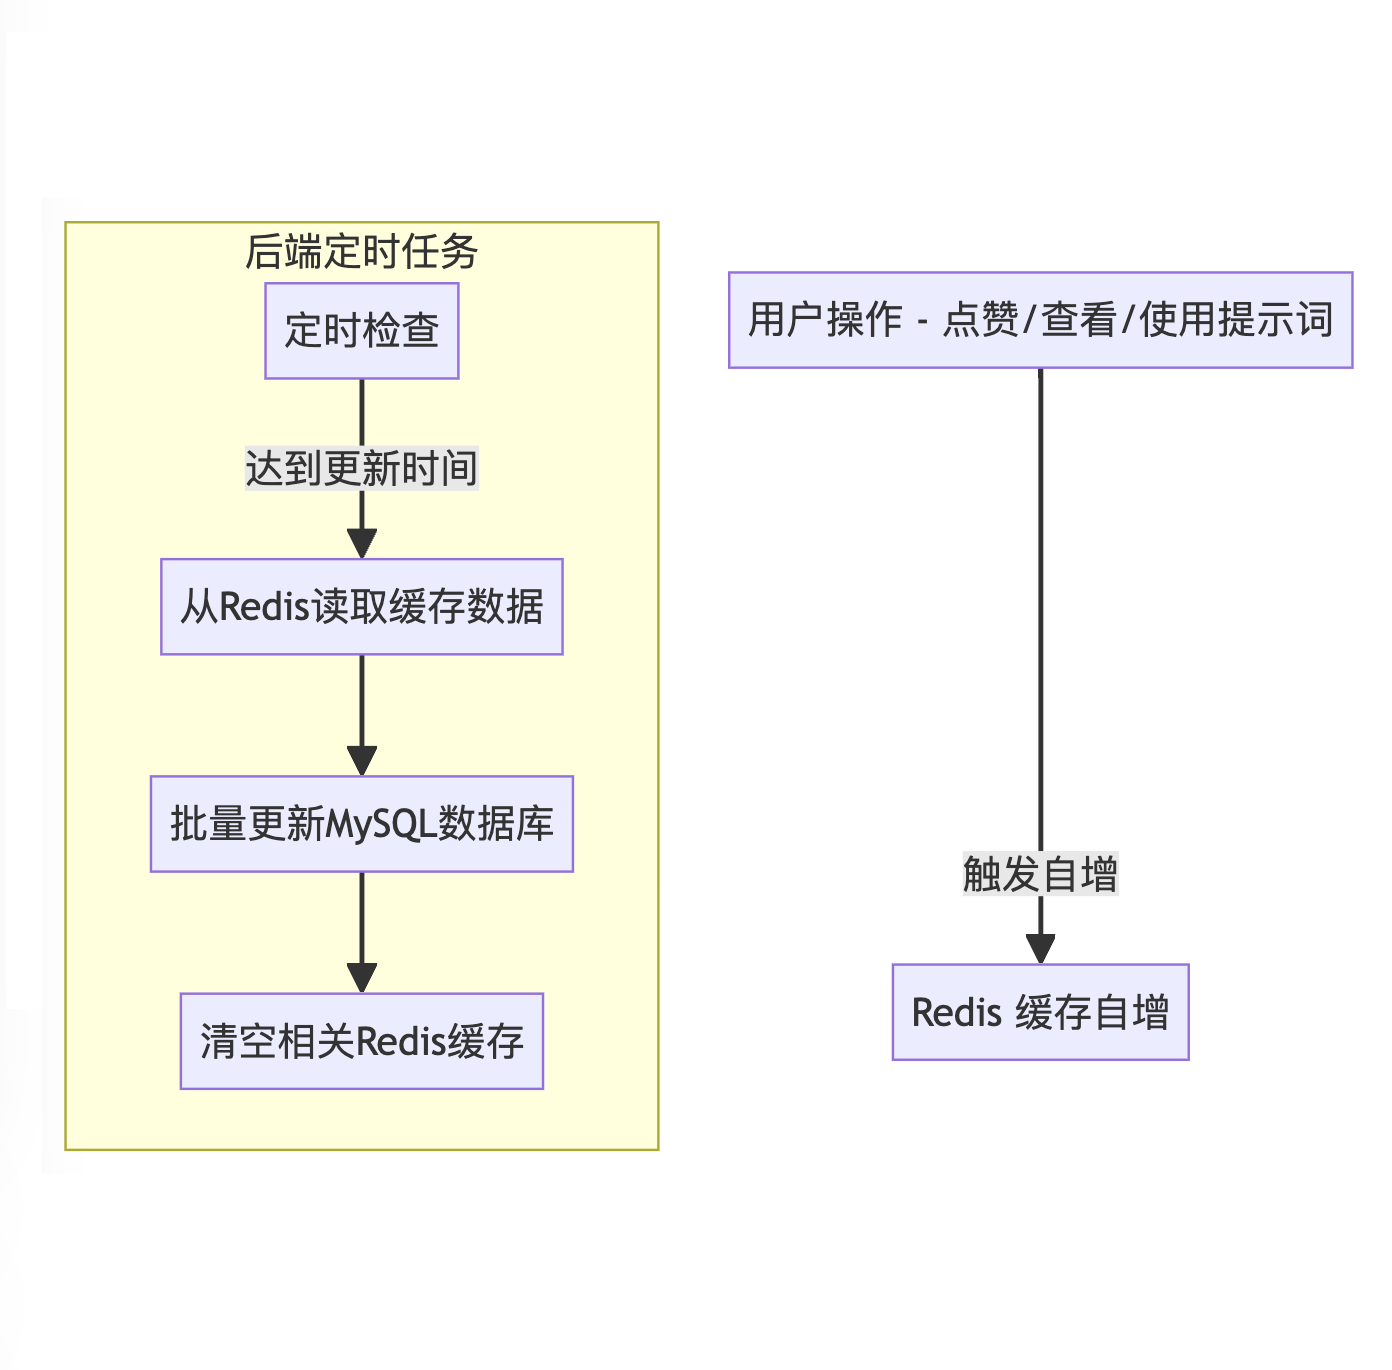 后端定时任务
定时检查
达到更新时间
从Redis读取缓存数据
批量更新MySQL数据库
清空相关Redis缓存
用户操作 - 点赞/查看/使用提示词
触发自增
Redis 缓存自增